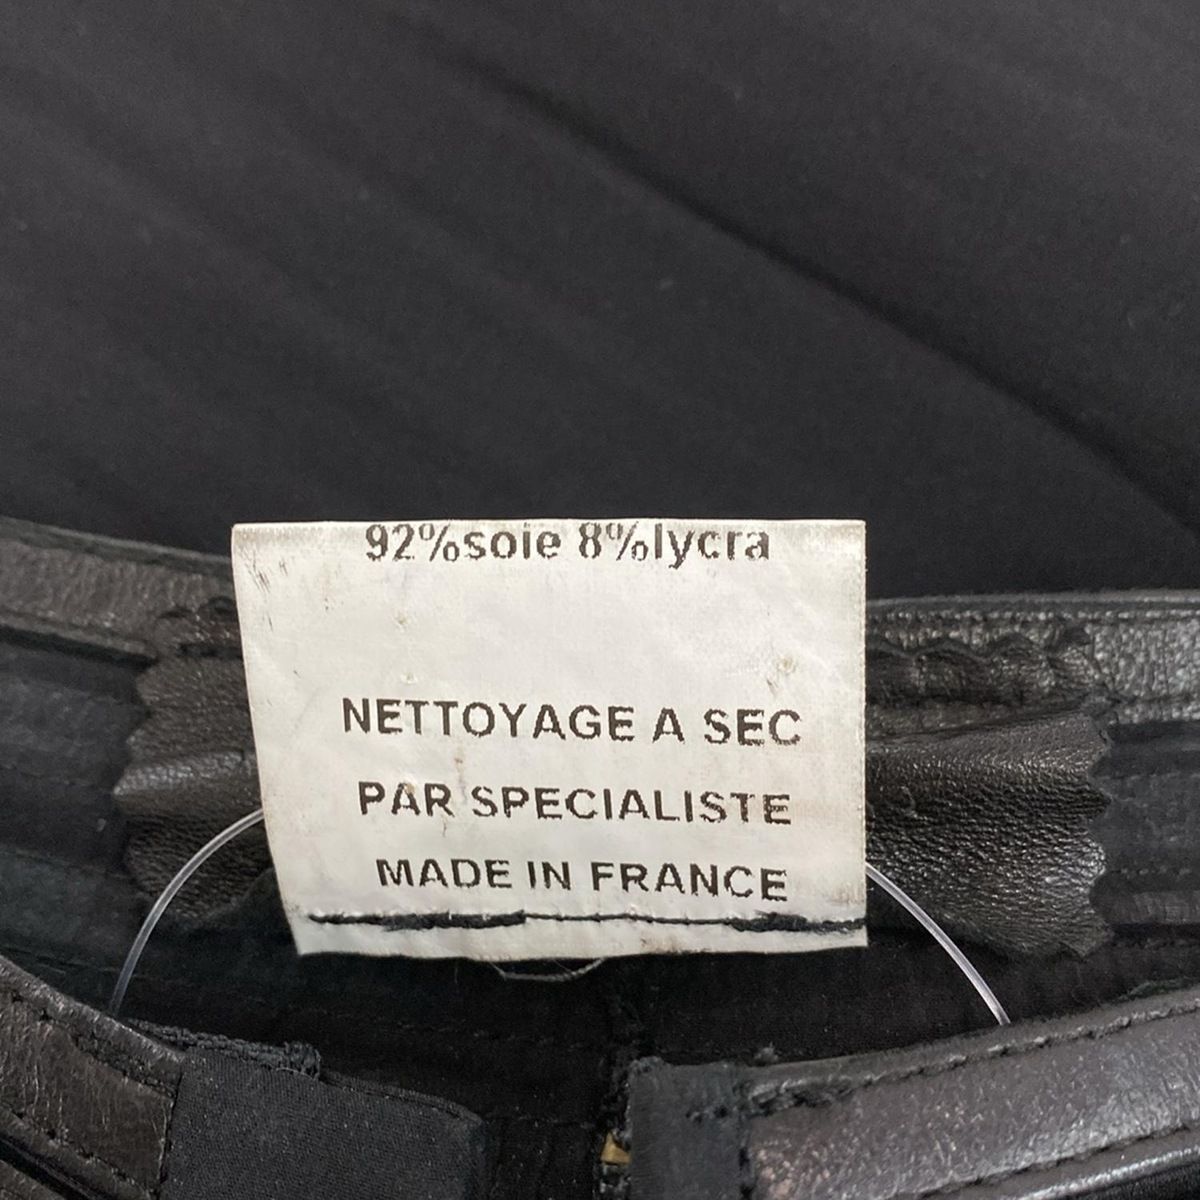 92%soie 8%lycra
NETTOYAGE A SEC
PAR SPECIALISTE
MADE IN FRANCE